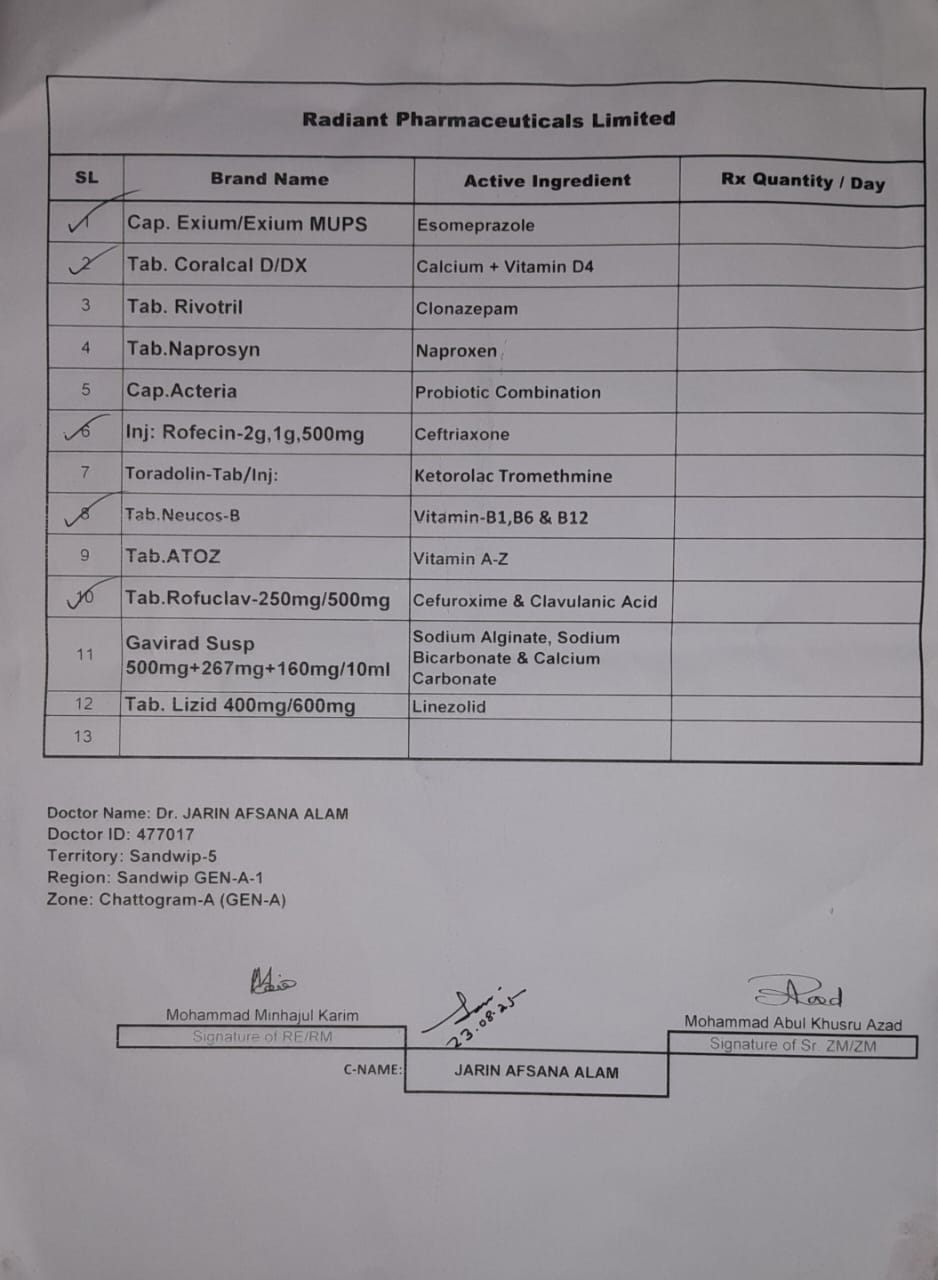 Radiant Pharmaceuticals Limited
SL Brand Name Active Ingredient Rx Quantity / Day
1 Cap. Exium/Exium MUPS Esomeprazole
2 Tab. Coralcal D/DX Calcium + Vitamin D4
3 Tab. Rivotril Clonazepam
4 Tab.Naprosyn Naproxen
5 Cap.Acteria Probiotic Combination
6 Inj: Rofecin-2g,1g,500mg Ceftriaxone
7 Toradolin-Tab/Inj: Ketorolac Tromethmine
8 Tab.Neucos-B Vitamin-B1,B6 & B12
9 Tab.ATOZ Vitamin A-Z
10 Tab.Rofuclav-250mg/500mg Cefuroxime & Clavulanic Acid
11 Gavirad Susp
500mg+267mg+160mg/10ml
Sodium Alginate, Sodium
Bicarbonate & Calcium
Carbonate
12 Tab. Lizid 400mg/600mg Linezolid
13
Doctor Name: Dr. JARIN AFSANA ALAM
Doctor ID: 477017
Territory: Sandwip-5
Region: Sandwip GEN-A-1
Zone: Chattogram-A (GEN-A)
23.08.25
Mohammad Minhajul Karim
Signature of RE/RM
Mohammad Abul Khusru Azad
Signature of Sr. ZM/ZM
C-NAME: JARIN AFSANA ALAM